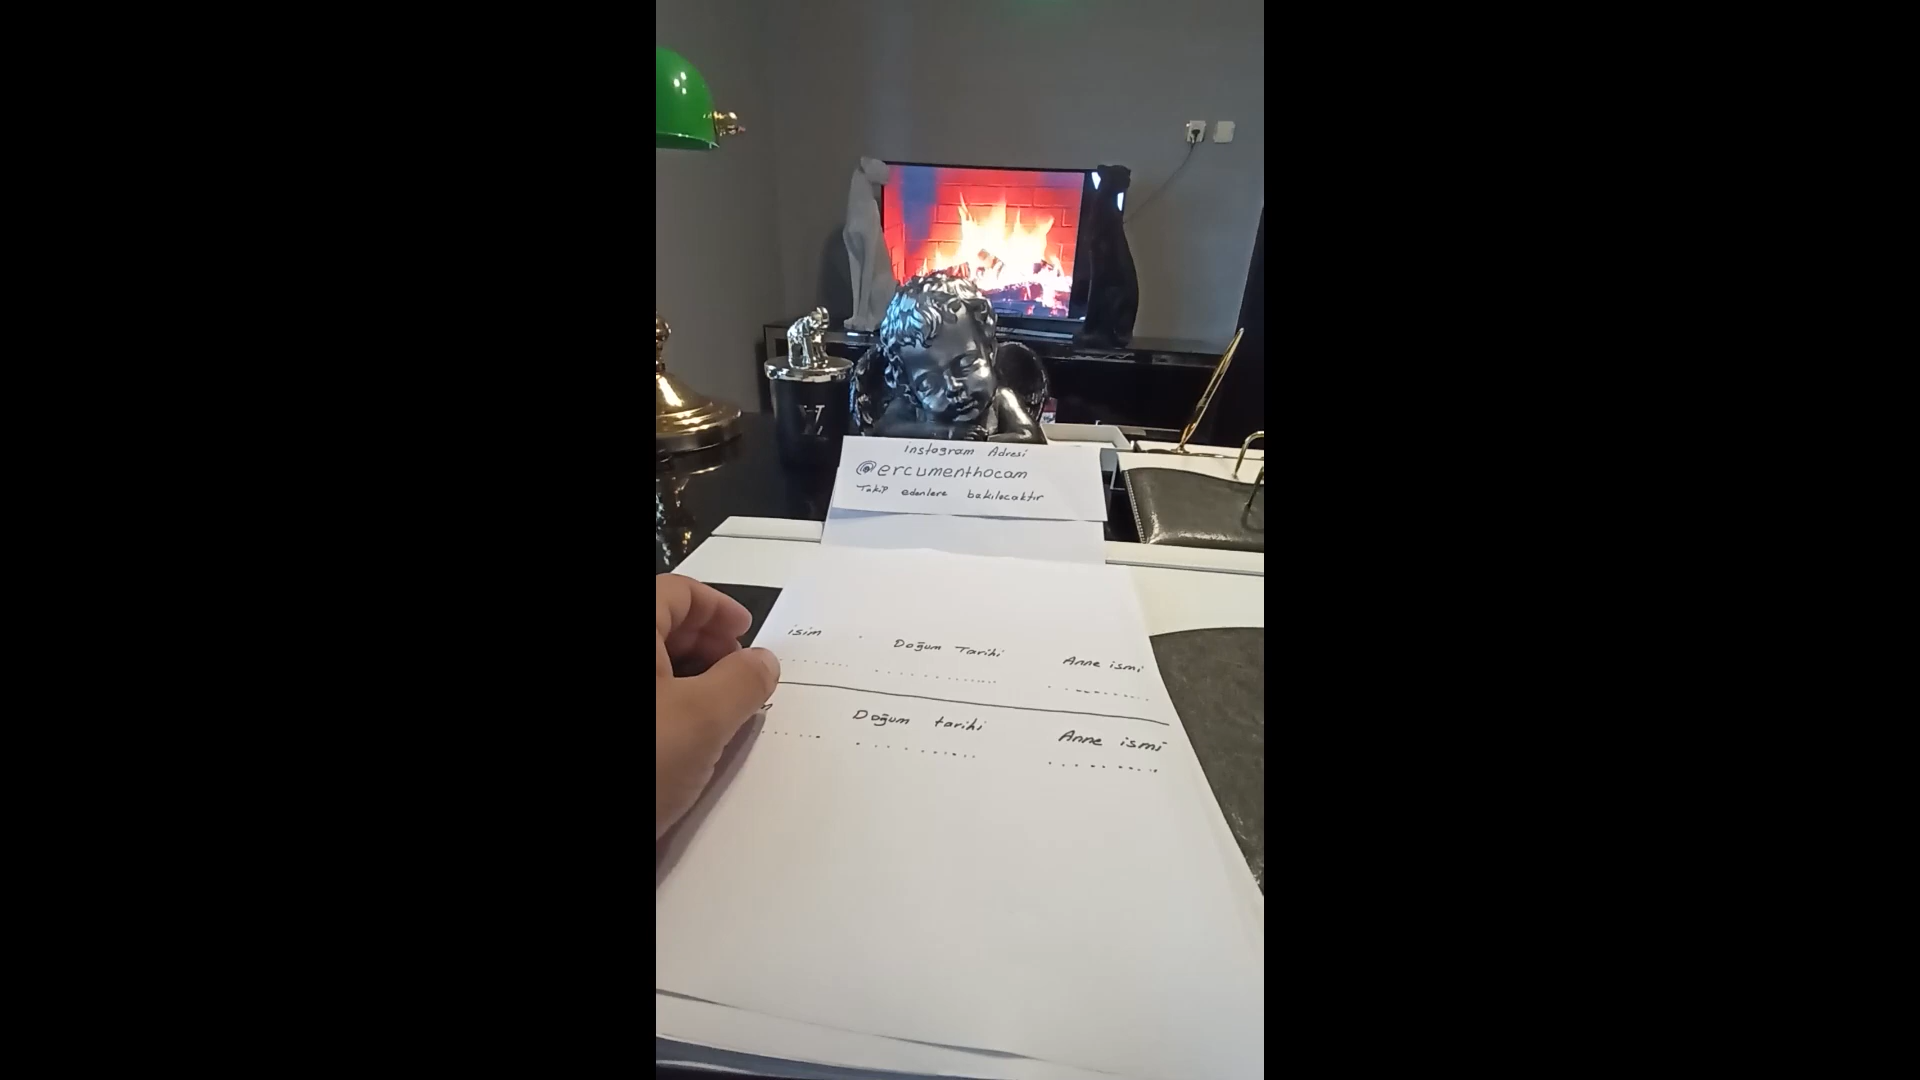 instagram Adresi
@ercumenthocam
Takip edenlere bakılacaktır
isim Doğum Tarihi Anne ismi
Doğum tarihi Anne ismi